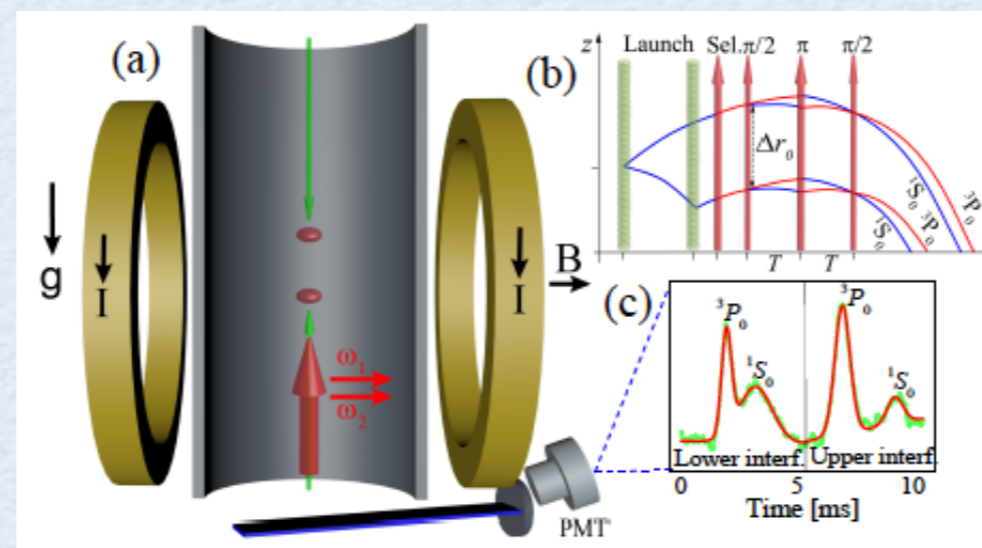 (a)
g
I
I
B
ω₁
ω₂
PMT
(b)
z
Launch
Sel.
π/2
π
π/2
Δr₀
¹S₀
³P₀
¹S₀
³P₀
T
T
(c)
³P₀
¹S₀
³P₀
¹S₀
Lower interf.
Upper interf.
0
5
10
Time [ms]